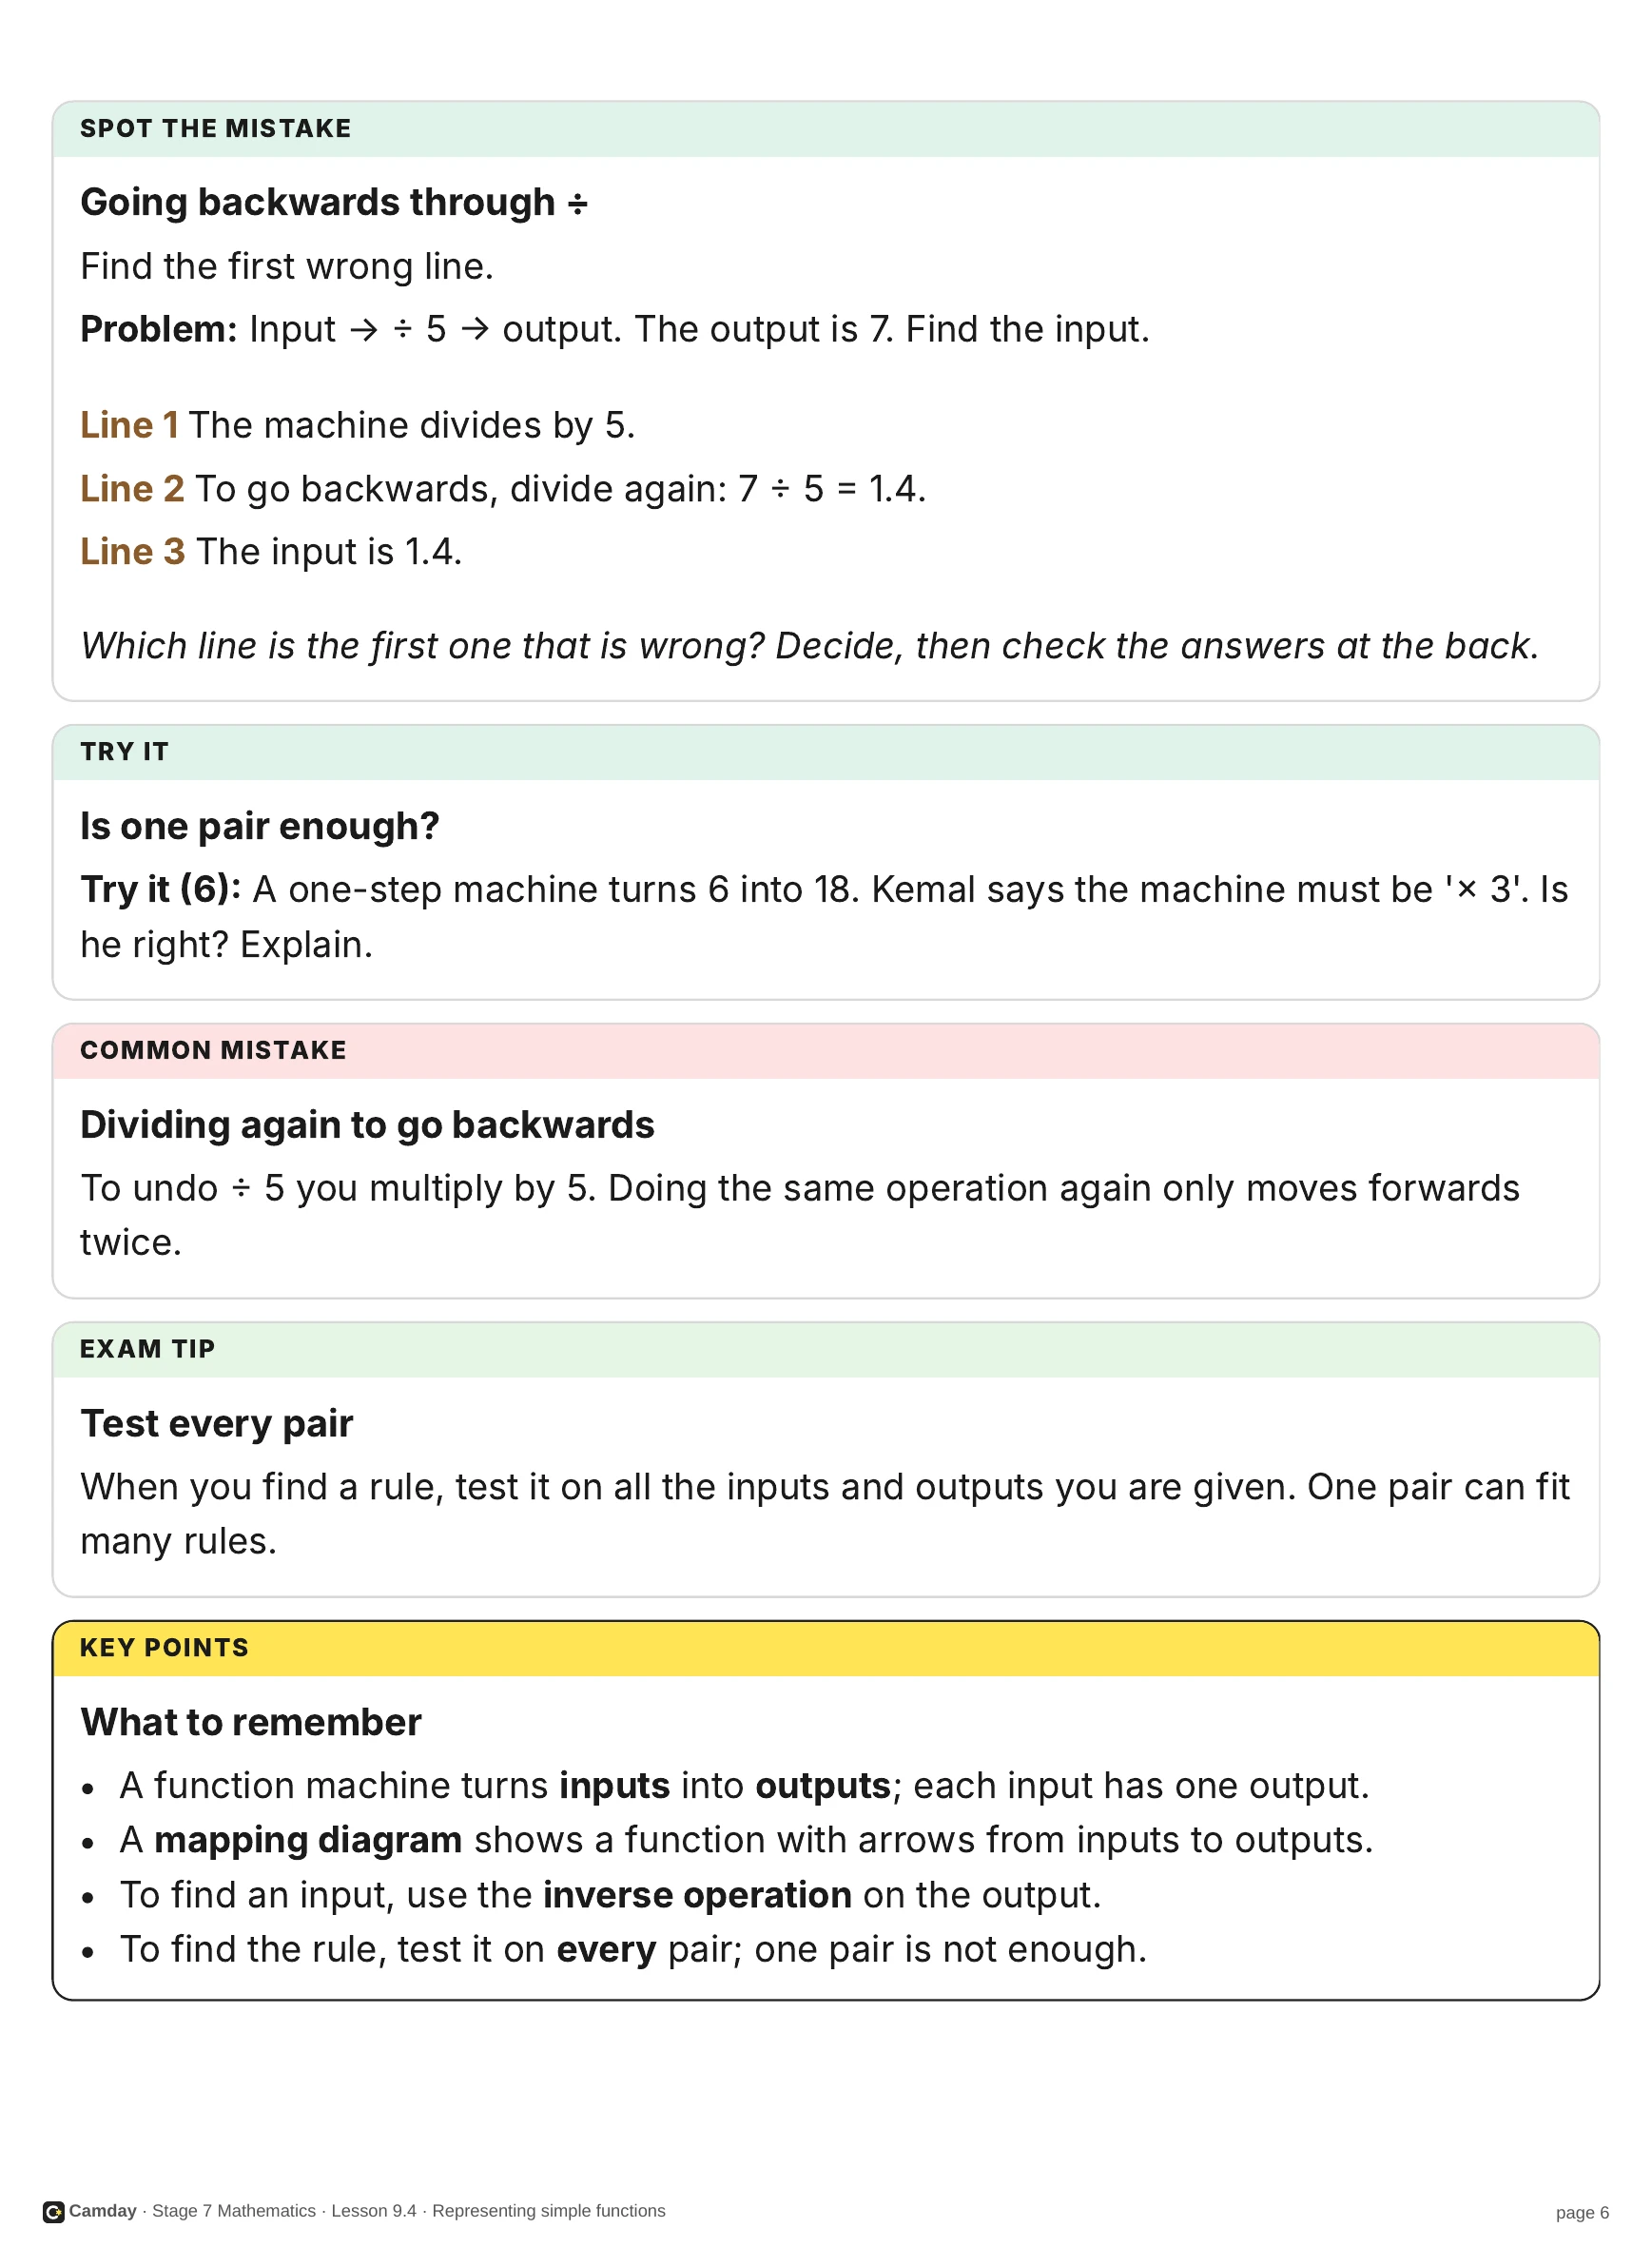 SPOT THE MISTAKE
Going backwards through ÷
Find the first wrong line.
Problem: Input → ÷ 5 → output. The output is 7. Find the input.
Line 1 The machine divides by 5.
Line 2 To go backwards, divide again: 7 ÷ 5 = 1.4.
Line 3 The input is 1.4.
Which line is the first one that is wrong? Decide, then check the answers at the back.
TRY IT
Is one pair enough?
Try it (6): A one-step machine turns 6 into 18. Kemal says the machine must be '× 3'. Is
he right? Explain.
COMMON MISTAKE
Dividing again to go backwards
To undo ÷ 5 you multiply by 5. Doing the same operation again only moves forwards
twice.
EXAM TIP
Test every pair
When you find a rule, test it on all the inputs and outputs you are given. One pair can fit
many rules.
KEY POINTS
What to remember
• A function machine turns inputs into outputs; each input has one output.
• A mapping diagram shows a function with arrows from inputs to outputs.
• To find an input, use the inverse operation on the output.
• To find the rule, test it on every pair; one pair is not enough.
Camday · Stage 7 Mathematics · Lesson 9.4 · Representing simple functions
page 6